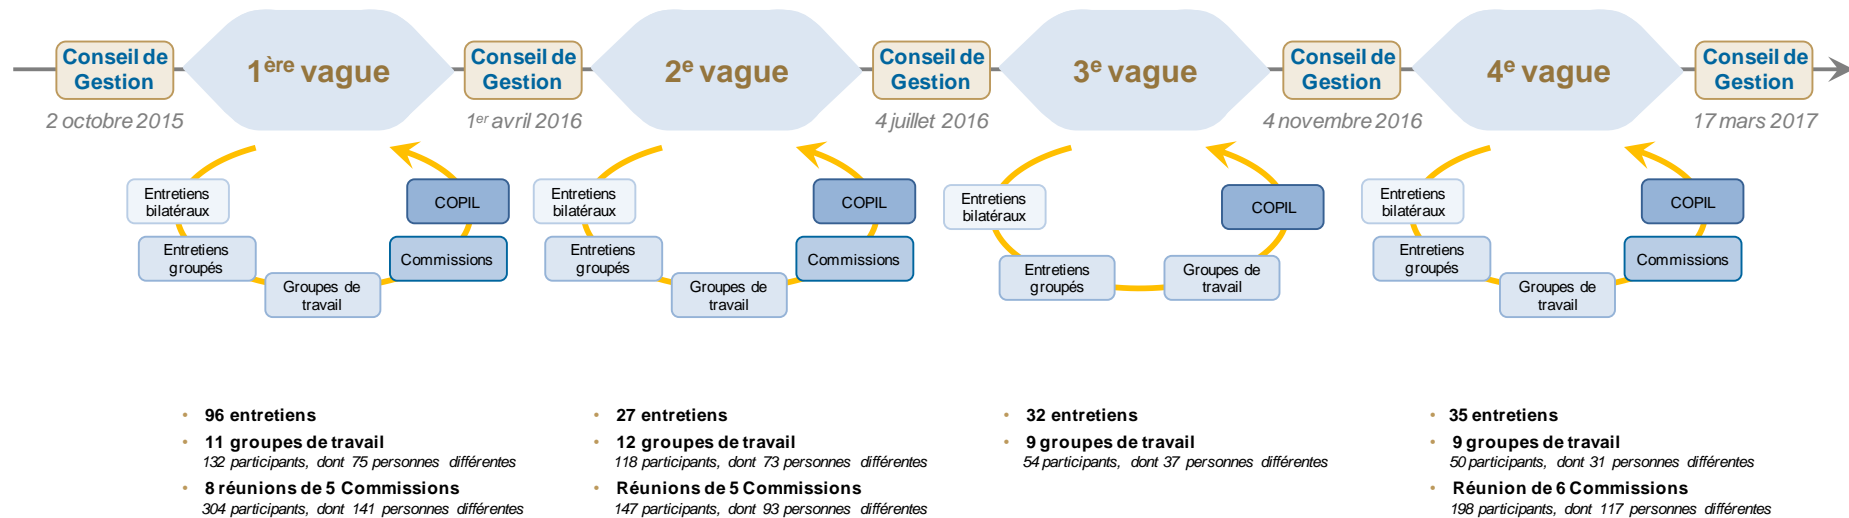 Conseil de
Gestion
2 octobre 2015
1ère vague
Conseil de
Gestion
1er avril 2016
2e vague
Conseil de
Gestion
4 juillet 2016
3e vague
Conseil de
Gestion
4 novembre 2016
4e vague
Conseil de
Gestion
17 mars 2017
Entretiens
bilatéraux
Entretiens
groupés
Groupes de
travail
Commissions
COPIL
Entretiens
bilatéraux
Entretiens
groupés
Groupes de
travail
Commissions
COPIL
Entretiens
bilatéraux
Entretiens
groupés
Groupes de
travail
COPIL
Entretiens
bilatéraux
Entretiens
groupés
Groupes de
travail
Commissions
COPIL
• 96 entretiens
• 11 groupes de travail
132 participants, dont 75 personnes différentes
• 8 réunions de 5 Commissions
304 participants, dont 141 personnes différentes
• 27 entretiens
• 12 groupes de travail
118 participants, dont 73 personnes différentes
• Réunions de 5 Commissions
147 participants, dont 93 personnes différentes
• 32 entretiens
• 9 groupes de travail
54 participants, dont 37 personnes différentes
• 35 entretiens
• 9 groupes de travail
50 participants, dont 31 personnes différentes
• Réunion de 6 Commissions
198 participants, dont 117 personnes différentes